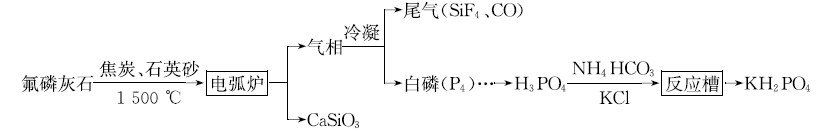 尾气(SiF₄、CO)
气相 冷凝
氟磷灰石 焦炭、石英砂 1 500 ℃ 电弧炉
白磷(P₄)…→H₃PO₄ NH₄HCO₃ KCl 反应槽 KH₂PO₄
CaSiO₃